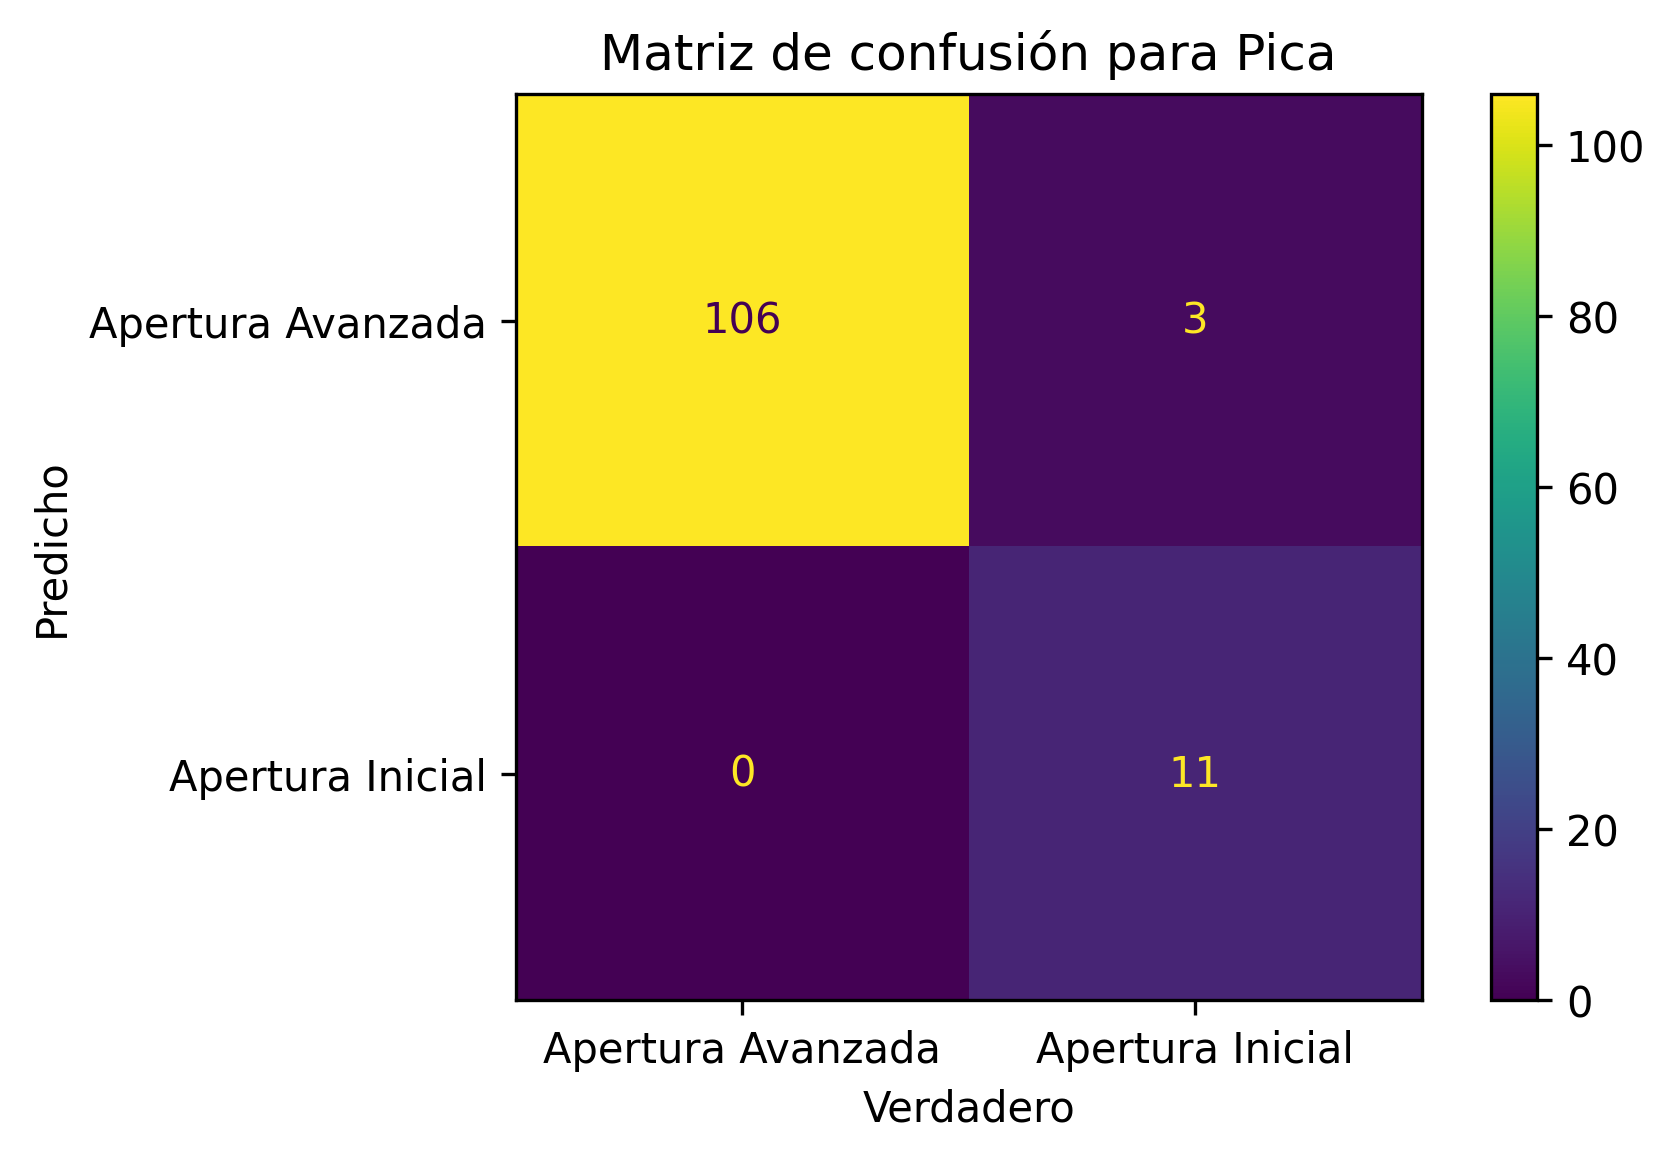 Matriz de confusión para Pica
Predicho
Apertura Avanzada
106
3
Apertura Inicial
0
11
Apertura Avanzada
Apertura Inicial
Verdadero
100
80
60
40
20
0